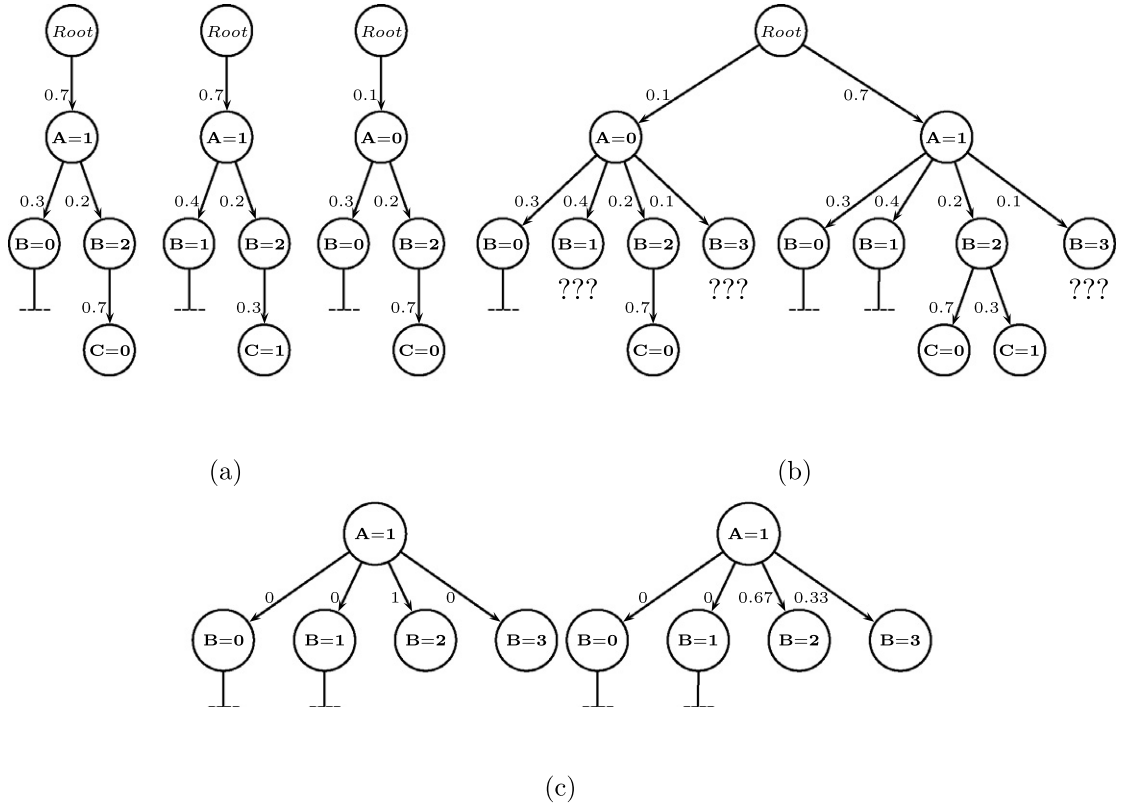 Root Root Root Root
0.7 0.7 0.1 0.1 0.7
A=1 A=1 A=0 A=0 A=1
0.3 0.2 0.4 0.2 0.3 0.2 0.3 0.4 0.2 0.1 0.3 0.4 0.2 0.1
B=0 B=2 B=1 B=2 B=0 B=2 B=0 B=1 B=2 B=3 B=0 B=1 B=2 B=3
??? ??? ???
0.7 0.3 0.7 0.7 0.7 0.3
C=0 C=1 C=0 C=0 C=0 C=1
(a) (b)
A=1 A=1
0 0 1 0 0 0 0.67 0.33
B=0 B=1 B=2 B=3 B=0 B=1 B=2 B=3
(c)